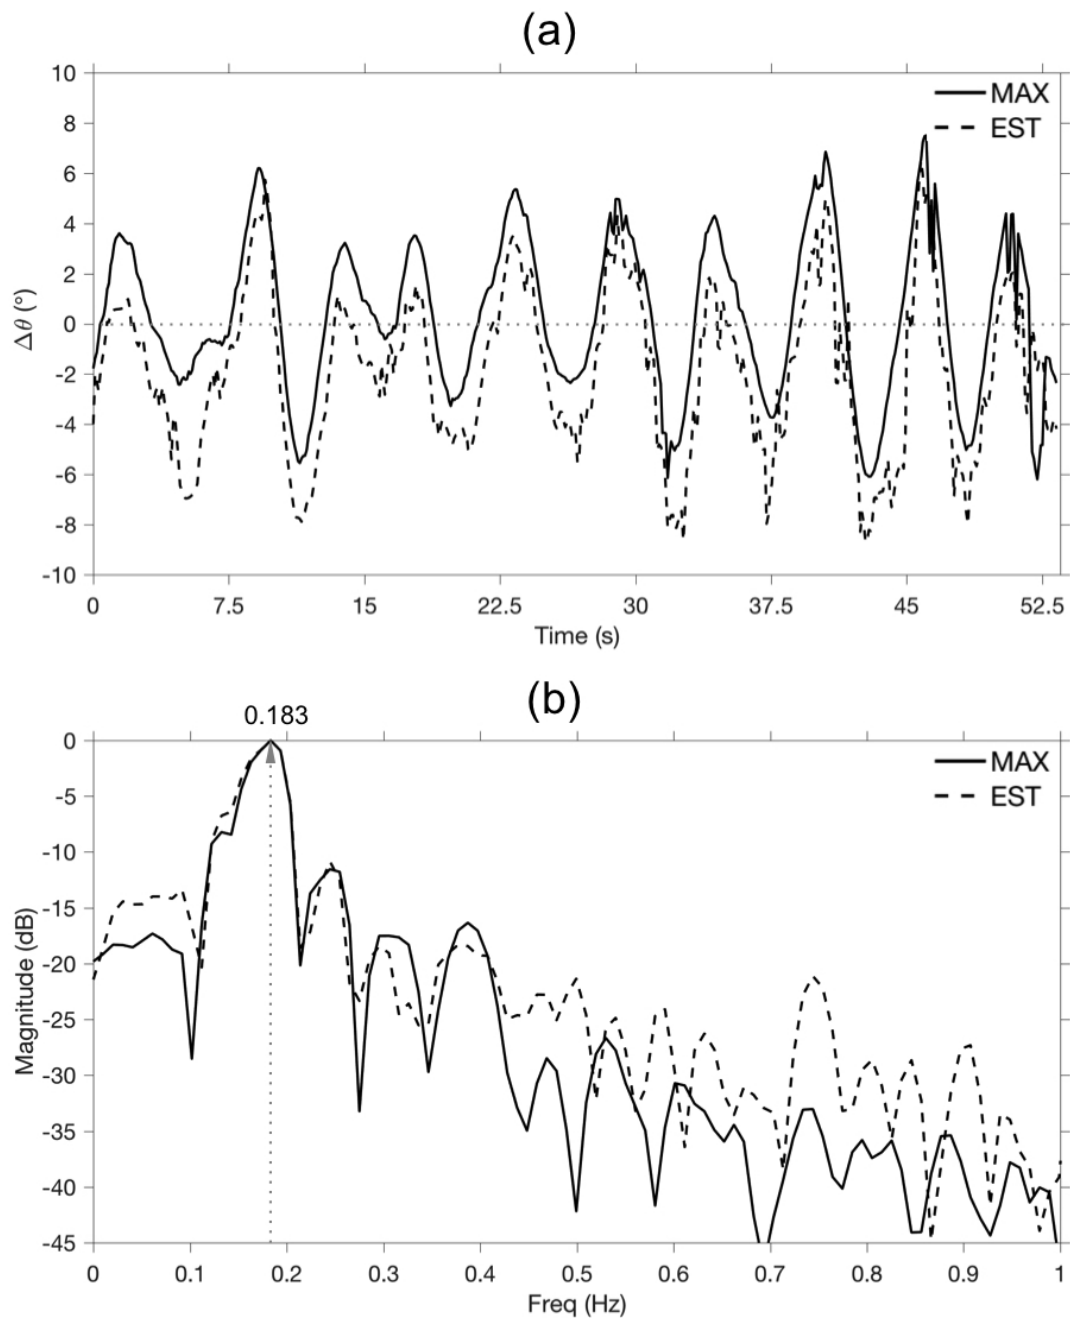 (a)
10
8
6
4
2
0
-2
-4
-6
-8
-10
Δθ (°)
MAX
EST
0 7.5 15 22.5 30 37.5 45 52.5
Time (s)
(b)
0.183
0
-5
-10
-15
-20
-25
-30
-35
-40
-45
Magnitude (dB)
MAX
EST
0 0.1 0.2 0.3 0.4 0.5 0.6 0.7 0.8 0.9 1
Freq (Hz)